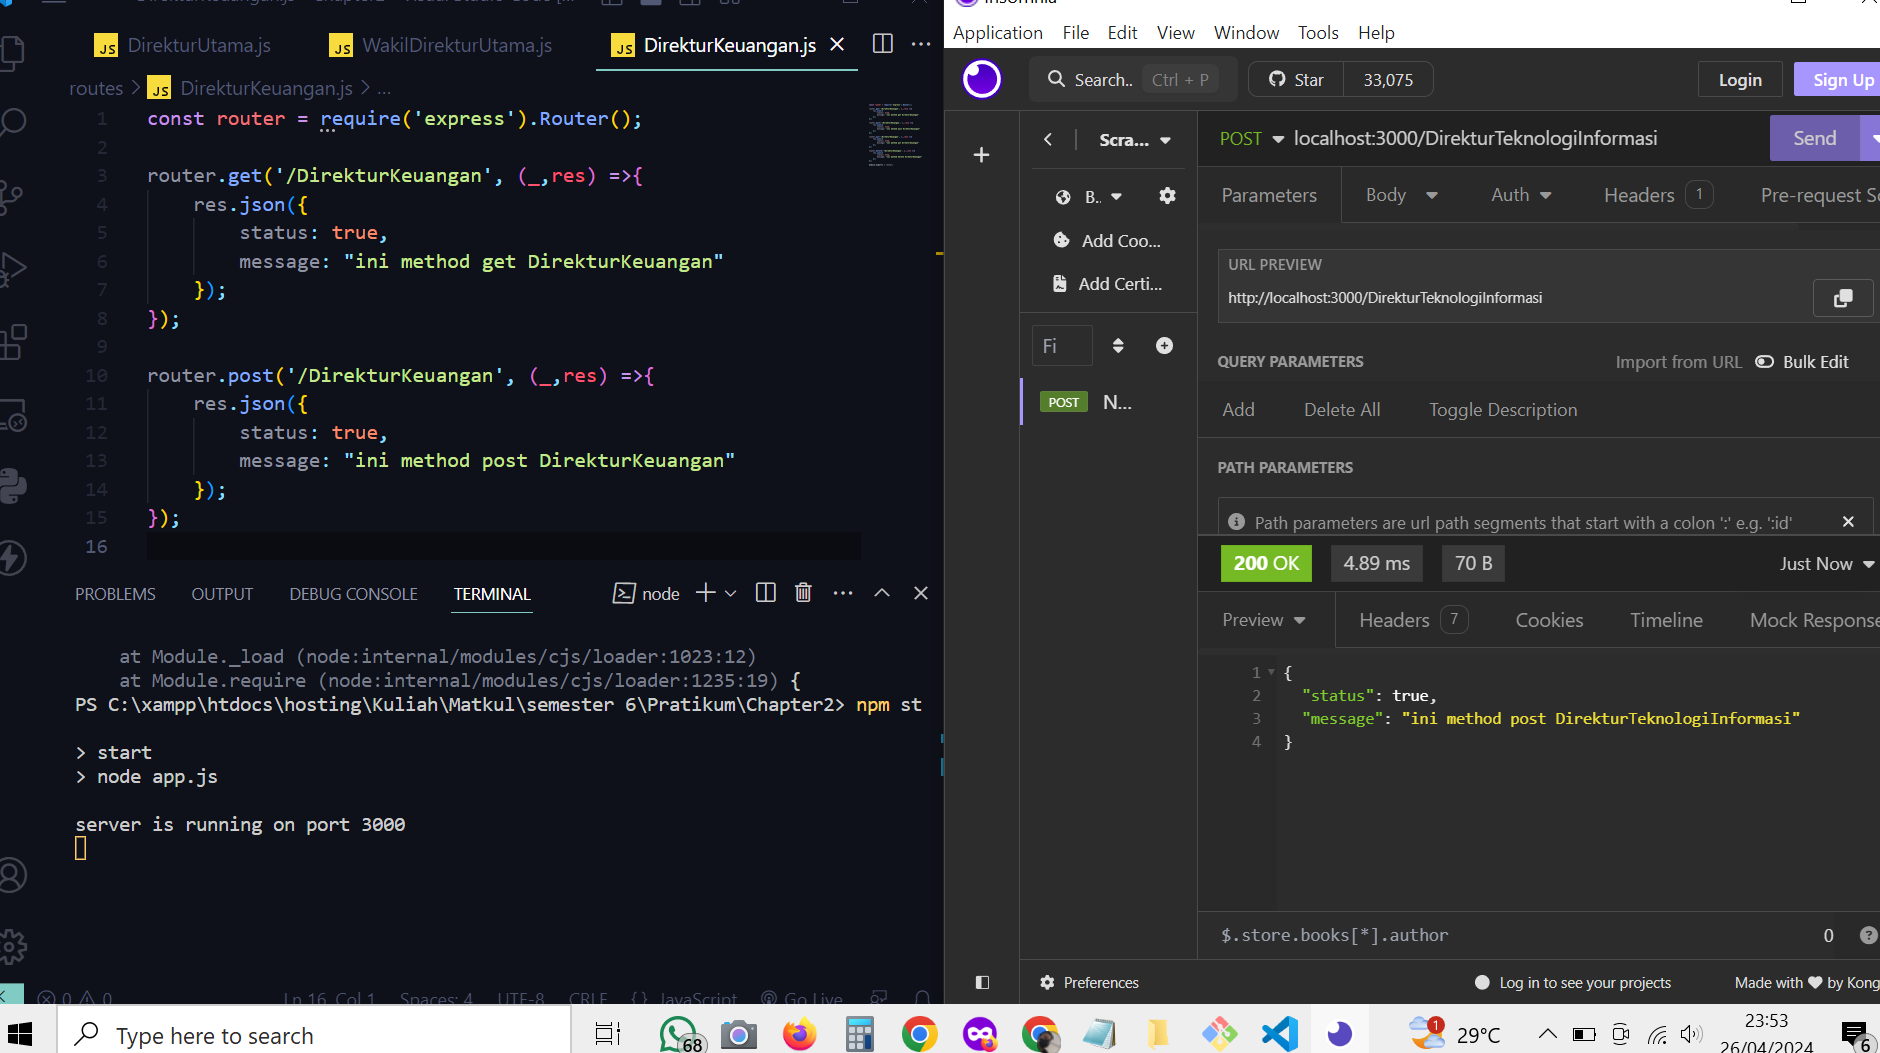 DirekturUtama.js
WakilDirekturUtama.js
DirekturKeuangan.js
routes > DirekturKeuangan.js > ...
1 const router = require('express').Router();
2
3 router.get('/DirekturKeuangan', (_,res) =>{
4 res.json({
5 status: true,
6 message: "ini method get DirekturKeuangan"
7 });
8 });
9
10 router.post('/DirekturKeuangan', (_,res) =>{
11 res.json({
12 status: true,
13 message: "ini method post DirekturKeuangan"
14 });
15 });
16
PROBLEMS OUTPUT DEBUG CONSOLE TERMINAL node
at Module._load (node:internal/modules/cjs/loader:1023:12)
at Module.require (node:internal/modules/cjs/loader:1235:19) {
PS C:\xampp\htdocs\hosting\Kuliah\Matkul\semester 6\Pratikum\Chapter2> npm st
> start
> node app.js
server is running on port 3000
0 0 Ln 16, Col 1 Spaces: 4 UTF-8 CRLF {} JavaScript Go Live
Insomnia
Application File Edit View Window Tools Help
Search.. Ctrl + P Star 33,075 Login Sign Up
Scra...
B..
Add Coo...
Add Certi...
Fi
POST N...
POST localhost:3000/DirekturTeknologiInformasi Send
Parameters Body Auth Headers 1 Pre-request Sc
URL PREVIEW
http://localhost:3000/DirekturTeknologiInformasi
QUERY PARAMETERS Import from URL Bulk Edit
Add Delete All Toggle Description
PATH PARAMETERS
Path parameters are url path segments that start with a colon ':' e.g. ':id'
200 OK 4.89 ms 70 B Just Now
Preview Headers 7 Cookies Timeline Mock Response
1 {
2 "status": true,
3 "message": "ini method post DirekturTeknologiInformasi"
4 }
$.store.books[*].author 0
Preferences Log in to see your projects Made with ♥ by Kong
Type here to search
68
1 29°C
23:53
26/04/2024
6